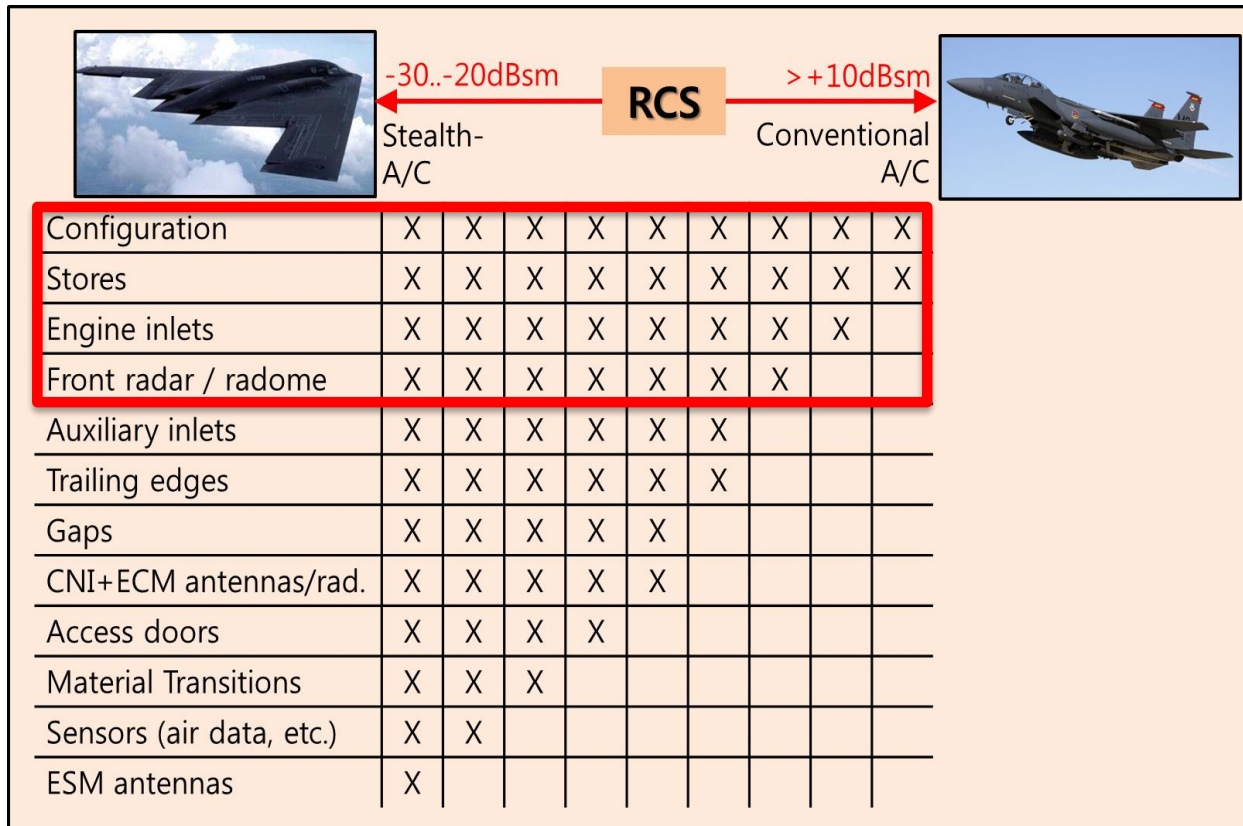 -30..-20dBsm RCS >+10dBsm
Stealth- Conventional
A/C A/C
Configuration X X X X X X X X X
Stores X X X X X X X X X
Engine inlets X X X X X X X X
Front radar / radome X X X X X X X
Auxiliary inlets X X X X X X
Trailing edges X X X X X X
Gaps X X X X X
CNI+ECM antennas/rad. X X X X X
Access doors X X X X
Material Transitions X X X
Sensors (air data, etc.) X X
ESM antennas X